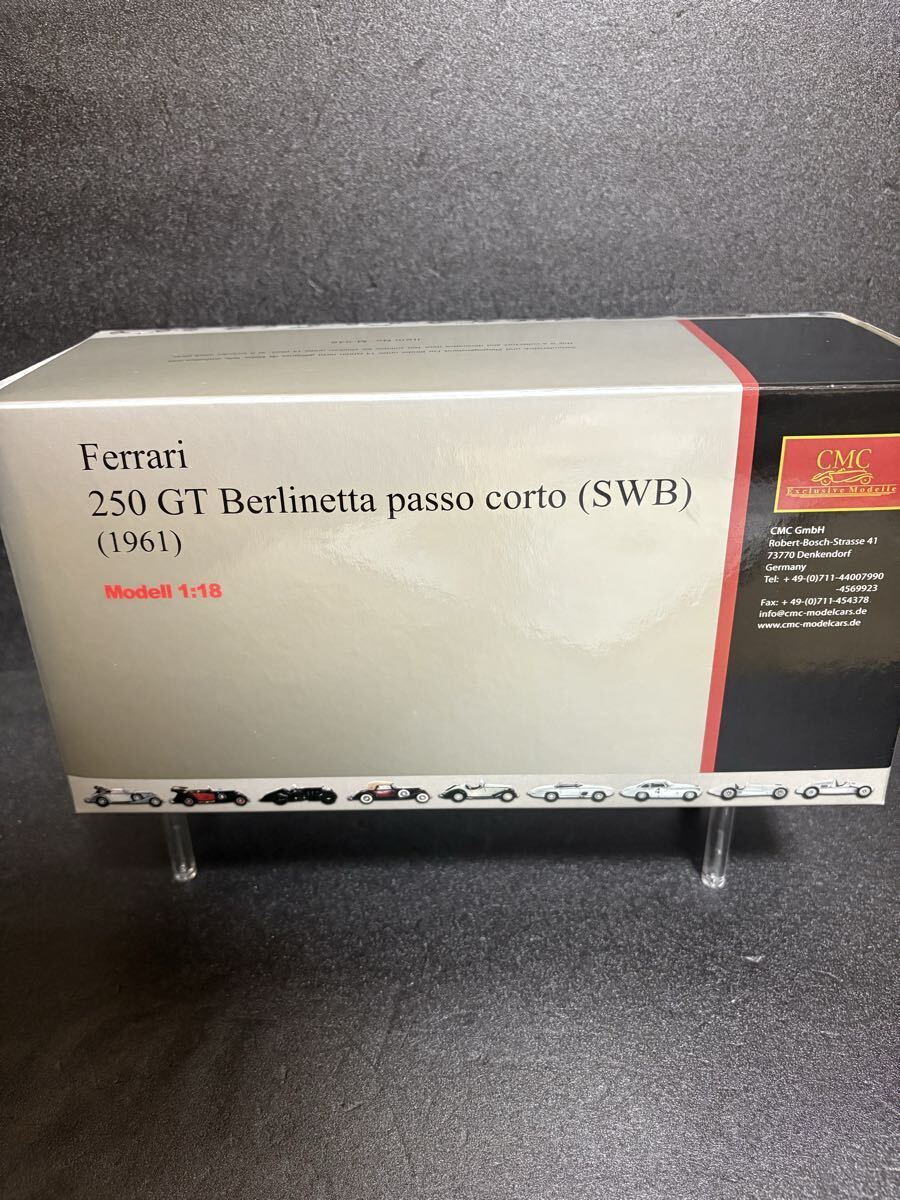 Ferrari
250 GT Berlinetta passo corto (SWB)
(1961)
Modell 1:18
CMC
Exclusive Modelle
CMC GmbH
Robert-Bosch-Strasse 41
73770 Denkendorf
Germany
Tel: + 49-(0)711-44007990
-4569923
Fax: + 49-(0)711-454378
info@cmc-modelcars.de
www.cmc-modelcars.de